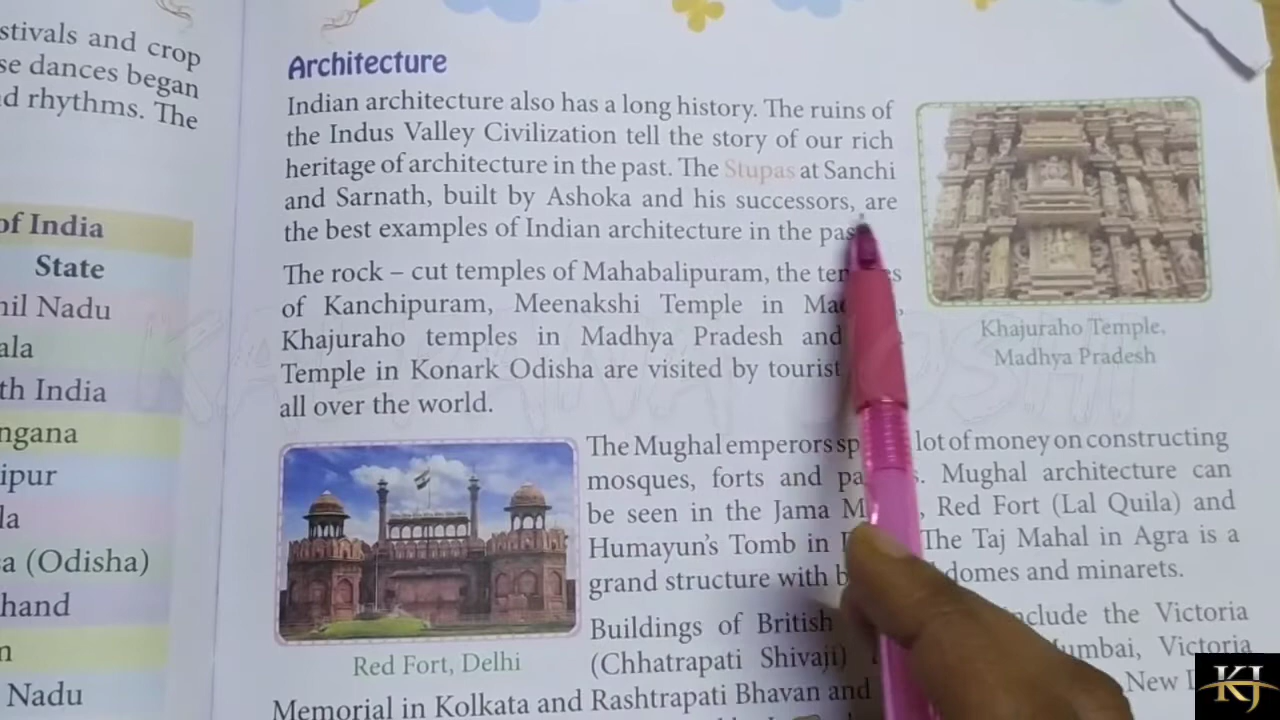 stivals and crop
se dances began
d rhythms. The
of India
State
nil Nadu
ala
th India
ngana
ipur
la
a (Odisha)
hand
n
Nadu
Architecture
Indian architecture also has a long history. The ruins of
the Indus Valley Civilization tell the story of our rich
heritage of architecture in the past. The Stupas at Sanchi
and Sarnath, built by Ashoka and his successors, are
the best examples of Indian architecture in the pas
The rock – cut temples of Mahabalipuram, the
of Kanchipuram, Meenakshi Temple in
Khajuraho temples in Madhya Pradesh and
Temple in Konark Odisha are visited by tourist
all over the world.
Khajuraho Temple,
Madhya Pradesh
The Mughal emperors lot of money on constructing
mosques, forts and Mughal architecture can
be seen in the Jama Red Fort (Lal Quila) and
Humayun's Tomb in The Taj Mahal in Agra is a
grand structure with domes and minarets.
Red Fort, Delhi
Buildings of British include the Victoria
(Chhatrapati Shivaji) Mumbai, Victoria
Memorial in Kolkata and Rashtrapati Bhavan and New
KALPANA JOSHI
KJ